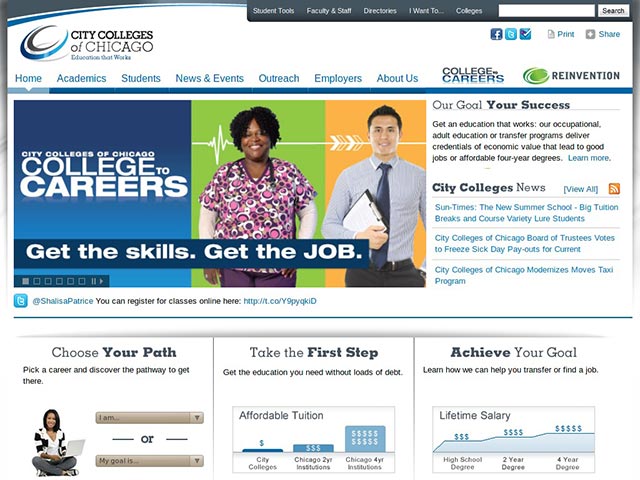 Student Tools
Faculty & Staff
Directories
I Want To...
Colleges
Search
CITY COLLEGES
of CHICAGO
Education that Works
Print
Share
Home
Academics
Students
News & Events
Outreach
Employers
About Us
COLLEGE TO CAREERS
REINVENTION
CITY COLLEGES OF CHICAGO
COLLEGE TO
CAREERS
Get the skills. Get the JOB.
Our Goal Your Success
Get an education that works: our occupational,
adult education or transfer programs deliver
credentials of economic value that lead to good
jobs or affordable four-year degrees. Learn more.
City Colleges News [View All]
Sun-Times: The New Summer School - Big Tuition
Breaks and Course Variety Lure Students
City Colleges of Chicago Board of Trustees Votes
to Freeze Sick Day Pay-outs for Current
City Colleges of Chicago Modernizes Moves Taxi
Program
@ShalisaPatrice You can register for classes online here: http://t.co/Y9pyqkiD
Choose Your Path
Pick a career and discover the pathway to get
there.
I am...
or
My goal is...
Take the First Step
Get the education you need without loads of debt.
Affordable Tuition
$
$$$
$$$$$
$$$$$
City
Colleges
Chicago 2yr
Institutions
Chicago 4yr
Institutions
Achieve Your Goal
Learn how we can help you transfer or find a job.
Lifetime Salary
$$$
$$$$
$$$$$
High School
Degree
2 Year
Degree
4 Year
Degree